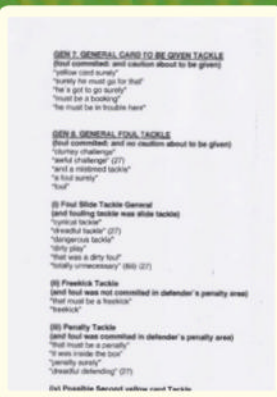 GEN 7. GENERAL CARD TO BE GIVEN TACKLE
(foul commited: and caution about to be given)
"yellow card surely"
"surely he must go for that"
"he's got to go surely"
"must be a booking"
"he must be in trouble here"
GEN 8. GENERAL FOUL TACKLE
(foul commited: and no caution about to be given)
"clumsy challenge"
"awful challenge" (27)
"and a mistimed tackle"
"a foul surely"
"foul"
(i) Foul Slide Tackle General
(and fouling tackle was slide tackle)
"cynical tackle"
"dreadful tackle" (27)
"dangerous tackle"
"dirty play"
"that was a dirty foul"
"totally unnecessary" (27)
(ii) Freekick Tackle
(and foul was not commited in defender's penalty area)
"that must be a freekick"
"freekick"
(iii) Penalty Tackle
(and foul was commited in defender's penalty area)
"that must be a penalty"
"it was inside the box"
"penalty surely"
"dreadful defending" (27)
(iv) Possible Second yellow card Tackle